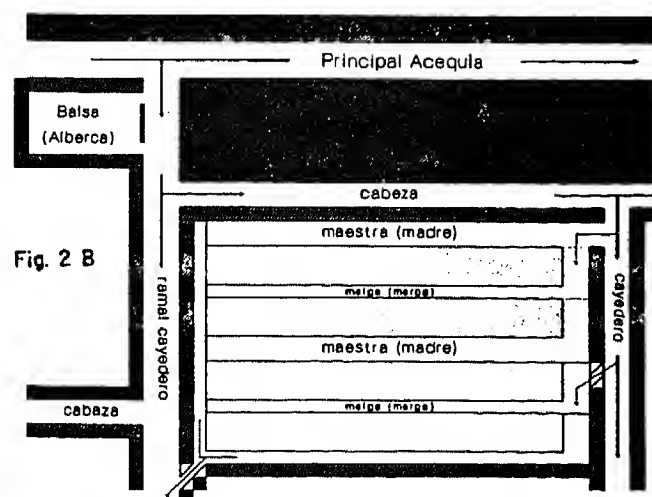 Principal Acequia
Balsa
(Alberca)
cabeza
maestra (madre)
Fig. 2 B
melga (merga)
ramal cayedero
cayedero
maestra (madre)
cabaza
melga (merga)